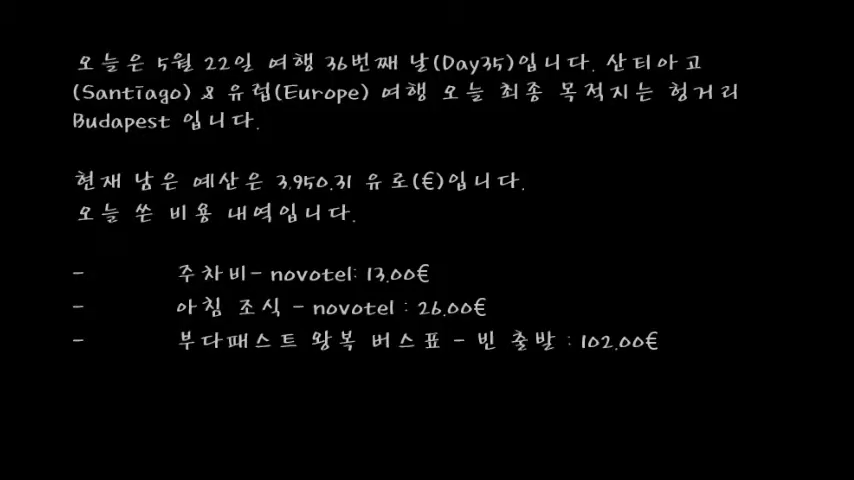 오늘은 5월 22일 여행 36번째 날(Day35)입니다. 산티아고
(Santiago) & 유럽(Europe) 여행 오늘 최종 목적지는 헝거리
Budapest 입니다.
현재 남은 예산은 3,950.31 유로(€)입니다.
오늘 쓴 비용 내역입니다.
- 주차비- novotel: 13.00€
- 아침 조식 - novotel : 26.00€
- 부다패스트 왕복 버스표 - 빈 출발 : 102.00€